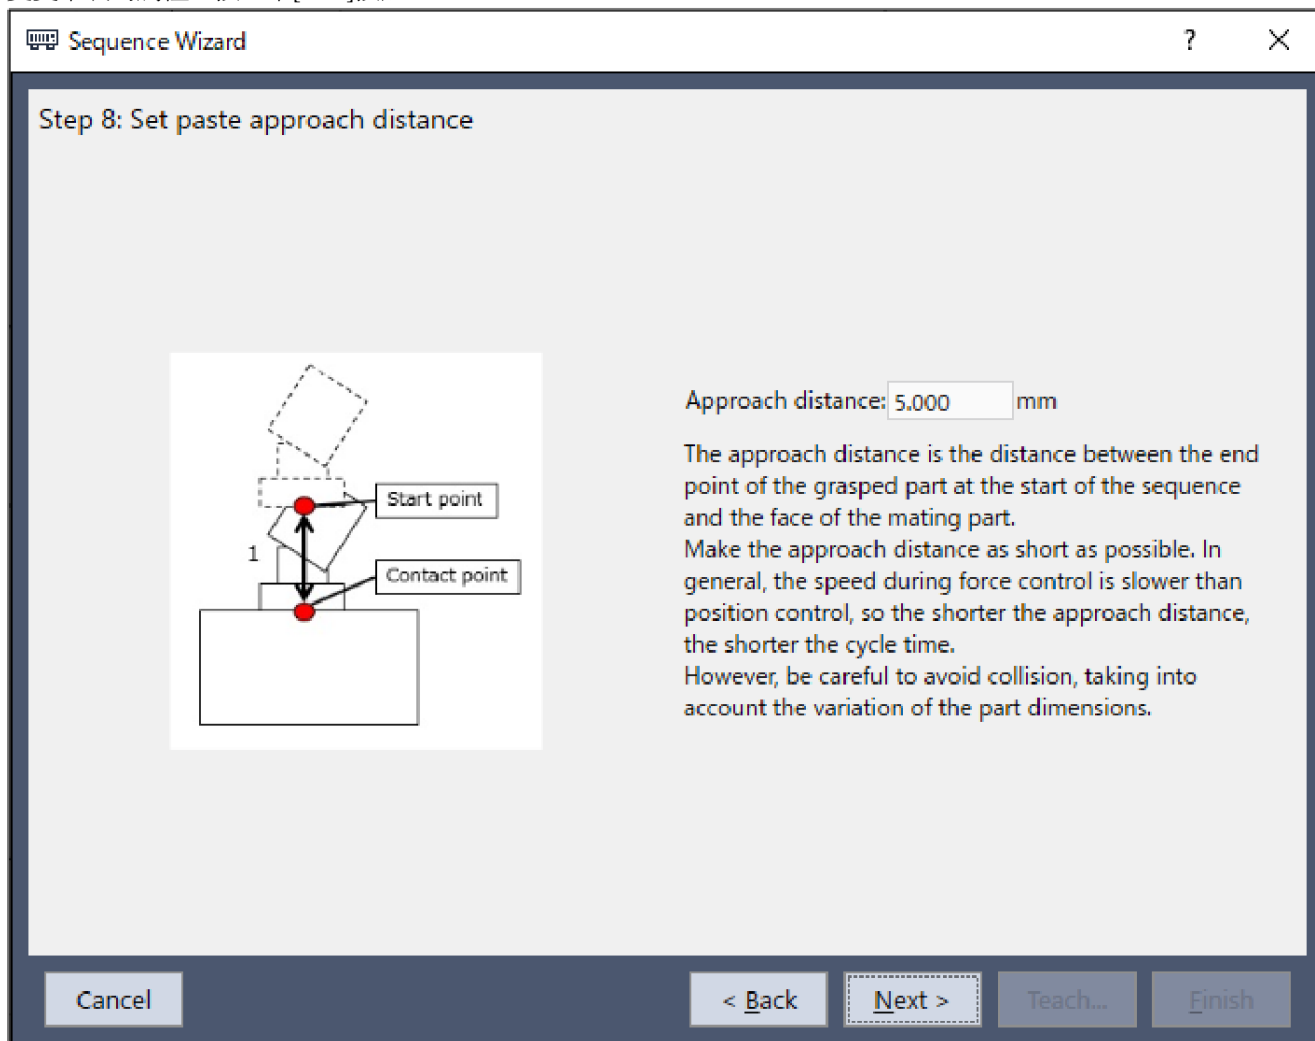 Sequence Wizard
?
Step 8: Set paste approach distance
Start point
1
Contact point
Approach distance: 5.000 mm
The approach distance is the distance between the end
point of the grasped part at the start of the sequence
and the face of the mating part.
Make the approach distance as short as possible. In
general, the speed during force control is slower than
position control, so the shorter the approach distance,
the shorter the cycle time.
However, be careful to avoid collision, taking into
account the variation of the part dimensions.
Cancel
< Back
Next >
Teach...
Finish